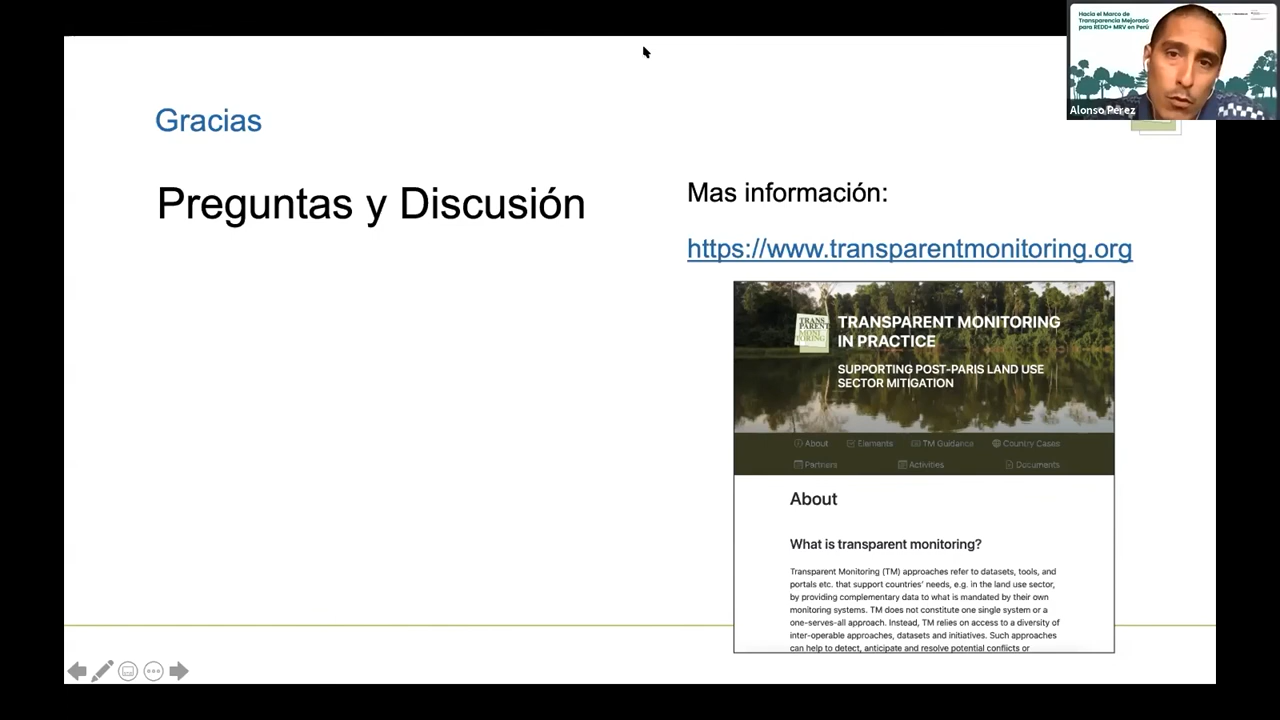 Hacia el Marco de
Transparencia Mejorado
para REDD+ MRV en Perú
Alonso Pérez
Gracias
Preguntas y Discusión
Mas información:
https://www.transparentmonitoring.org
TRANS
PARENT
MONI
TORING
TRANSPARENT MONITORING
IN PRACTICE
SUPPORTING POST-PARIS LAND USE
SECTOR MITIGATION
About Elements TM Guidance Country Cases
Partners Activities Documents
About
What is transparent monitoring?
Transparent Monitoring (TM) approaches refer to datasets, tools, and
portals etc. that support countries' needs, e.g. in the land use sector,
by providing complementary data to what is mandated by their own
monitoring systems. TM does not constitute one single system or a
one-serves-all approach. Instead, TM relies on access to a diversity of
inter-operable approaches, datasets and initiatives. Such approaches
can help to detect, anticipate and resolve potential conflicts or